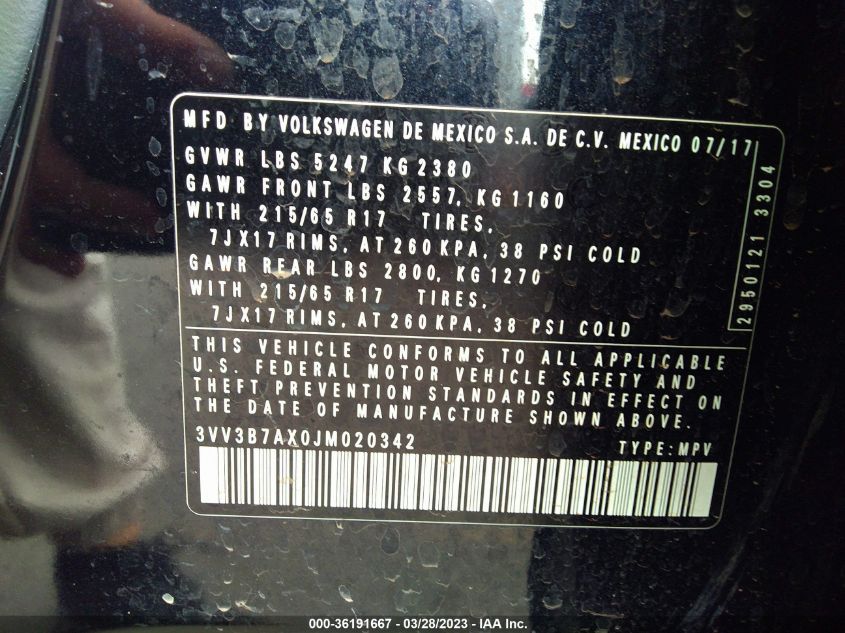 MFD BY VOLKSWAGEN DE MEXICO S.A. DE C.V. MEXICO 07/17
GVWR LBS 5247 KG 2380
GAWR FRONT LBS 2557, KG 1160
WITH 215/65 R17 TIRES,
7JX17 RIMS, AT 260 KPA, 38 PSI COLD
GAWR REAR LBS 2800, KG 1270
WITH 215/65 R17 TIRES,
7JX17 RIMS, AT 260 KPA, 38 PSI COLD
2950121 3304
THIS VEHICLE CONFORMS TO ALL APPLICABLE
U.S. FEDERAL MOTOR VEHICLE SAFETY AND
THEFT PREVENTION STANDARDS IN EFFECT ON
THE DATE OF MANUFACTURE SHOWN ABOVE.
3VV3B7AX0JM020342 TYPE: MPV
000-36191667 - 03/28/2023 - IAA Inc.